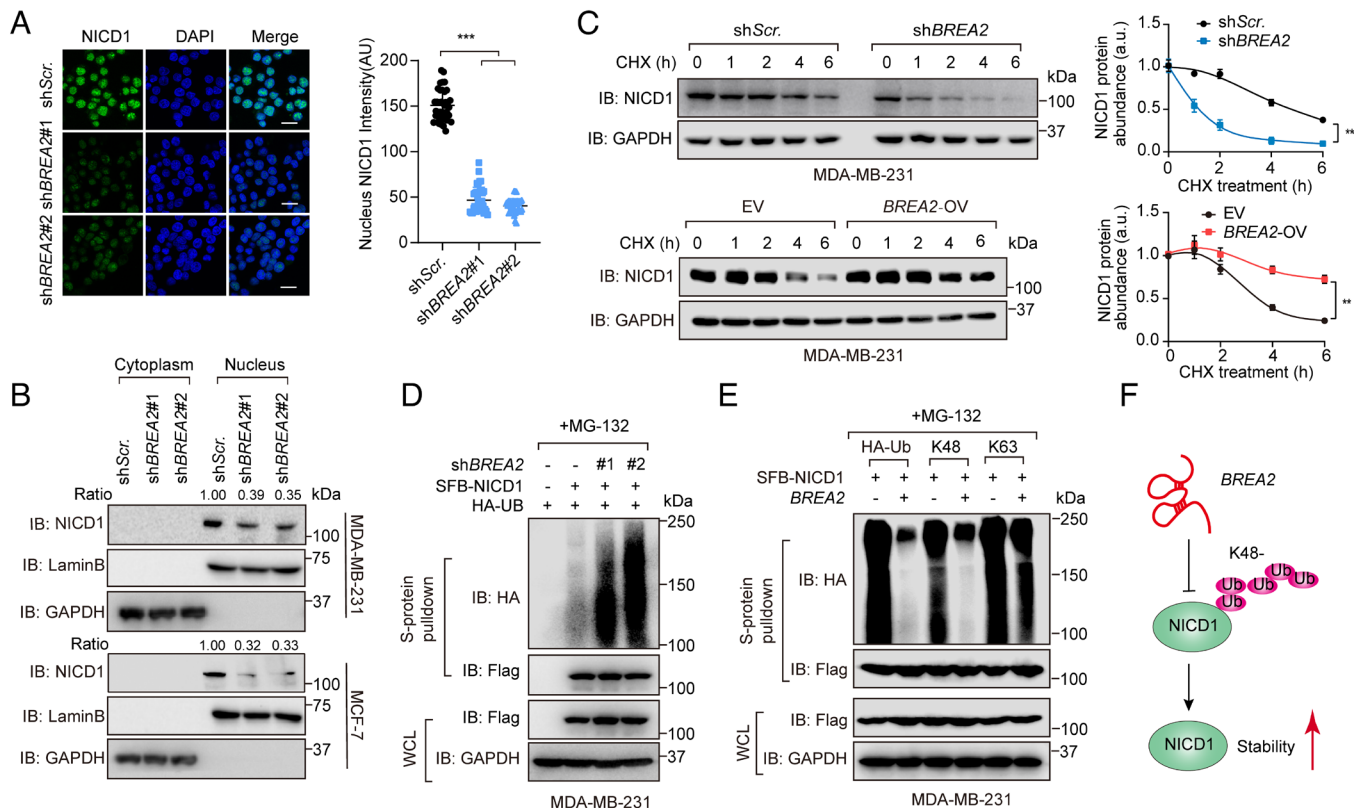 A
NICD1 DAPI Merge
shScr.
shBREA2#1
shBREA2#2
Nucleus NICD1 Intensity(AU)
200
150
100
50
0
***
shScr.
shBREA2#1
shBREA2#2
B
Cytoplasm Nucleus
shScr. shBREA2#1 shBREA2#2 shScr. shBREA2#1 shBREA2#2
Ratio 1.00 0.39 0.35 kDa
IB: NICD1 100
IB: LaminB 75
IB: GAPDH 37
MDA-MB-231
Ratio 1.00 0.32 0.33
IB: NICD1 100
IB: LaminB 75
IB: GAPDH 37
MCF-7
C
shScr. shBREA2
CHX (h) 0 1 2 4 6 0 1 2 4 6 kDa
IB: NICD1 100
IB: GAPDH 37
MDA-MB-231
NICD1 protein
abundance (a.u.)
1.5
1.0
0.5
0.0
shScr.
shBREA2
**
0 2 4 6
CHX treatment (h)
EV BREA2-OV
CHX (h) 0 1 2 4 6 0 1 2 4 6 kDa
IB: NICD1 100
IB: GAPDH 37
MDA-MB-231
NICD1 protein
abundance (a.u.)
1.5
1.0
0.5
0.0
EV
BREA2-OV
**
0 2 4 6
CHX treatment (h)
D
+MG-132
shBREA2 - - #1 #2
SFB-NICD1 - + + +
HA-UB + + + + kDa
250
IB: HA 150
100
IB: Flag 100
S-protein
pulldown
IB: Flag 100
IB: GAPDH 37
WCL
MDA-MB-231
E
+MG-132
HA-Ub K48 K63
SFB-NICD1 + + + + + +
BREA2 - + - + - + kDa
250
IB: HA 150
100
IB: Flag 100
S-protein
pulldown
IB: Flag 100
IB: GAPDH 37
WCL
MDA-MB-231
F
BREA2
K48-
Ub Ub Ub Ub Ub
NICD1
NICD1 Stability